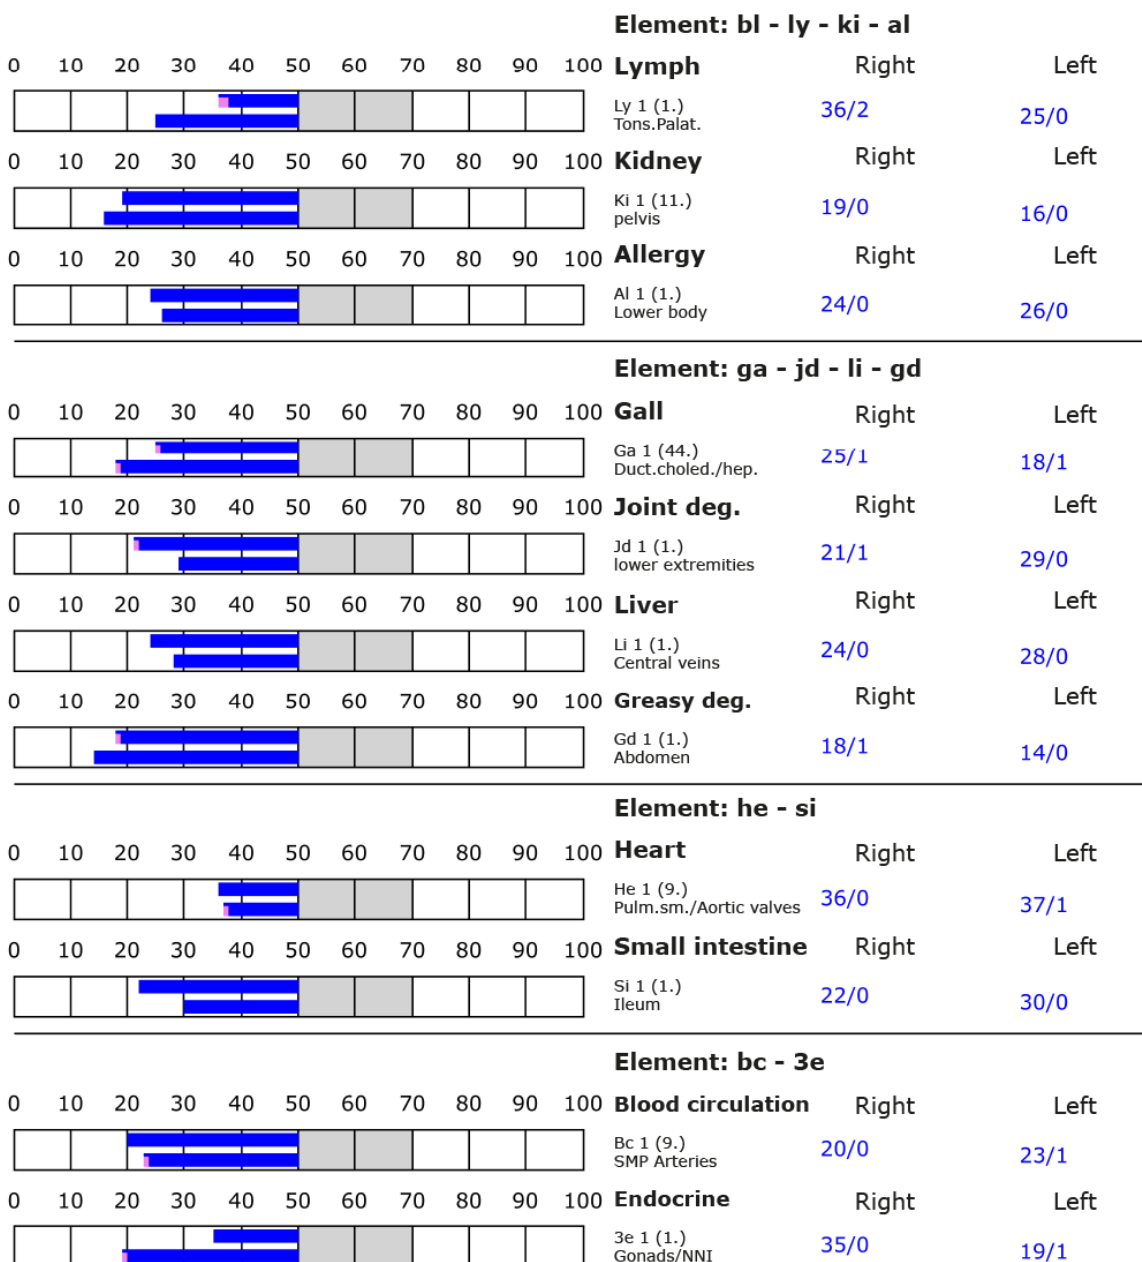 Element: bl - ly - ki - al
0 10 20 30 40 50 60 70 80 90 100 Lymph Right Left
Ly 1 (1.) 36/2 25/0
Tons.Palat.
0 10 20 30 40 50 60 70 80 90 100 Kidney Right Left
Ki 1 (11.) 19/0 16/0
pelvis
0 10 20 30 40 50 60 70 80 90 100 Allergy Right Left
Al 1 (1.) 24/0 26/0
Lower body
Element: ga - jd - li - gd
0 10 20 30 40 50 60 70 80 90 100 Gall Right Left
Ga 1 (44.) 25/1 18/1
Duct.choled./hep.
0 10 20 30 40 50 60 70 80 90 100 Joint deg. Right Left
Jd 1 (1.) 21/1 29/0
lower extremities
0 10 20 30 40 50 60 70 80 90 100 Liver Right Left
Li 1 (1.) 24/0 28/0
Central veins
0 10 20 30 40 50 60 70 80 90 100 Greasy deg. Right Left
Gd 1 (1.) 18/1 14/0
Abdomen
Element: he - si
0 10 20 30 40 50 60 70 80 90 100 Heart Right Left
He 1 (9.) 36/0 37/1
Pulm.sm./Aortic valves
0 10 20 30 40 50 60 70 80 90 100 Small intestine Right Left
Si 1 (1.) 22/0 30/0
Ileum
Element: bc - 3e
0 10 20 30 40 50 60 70 80 90 100 Blood circulation Right Left
Bc 1 (9.) 20/0 23/1
SMP Arteries
0 10 20 30 40 50 60 70 80 90 100 Endocrine Right Left
3e 1 (1.) 35/0 19/1
Gonads/NNI